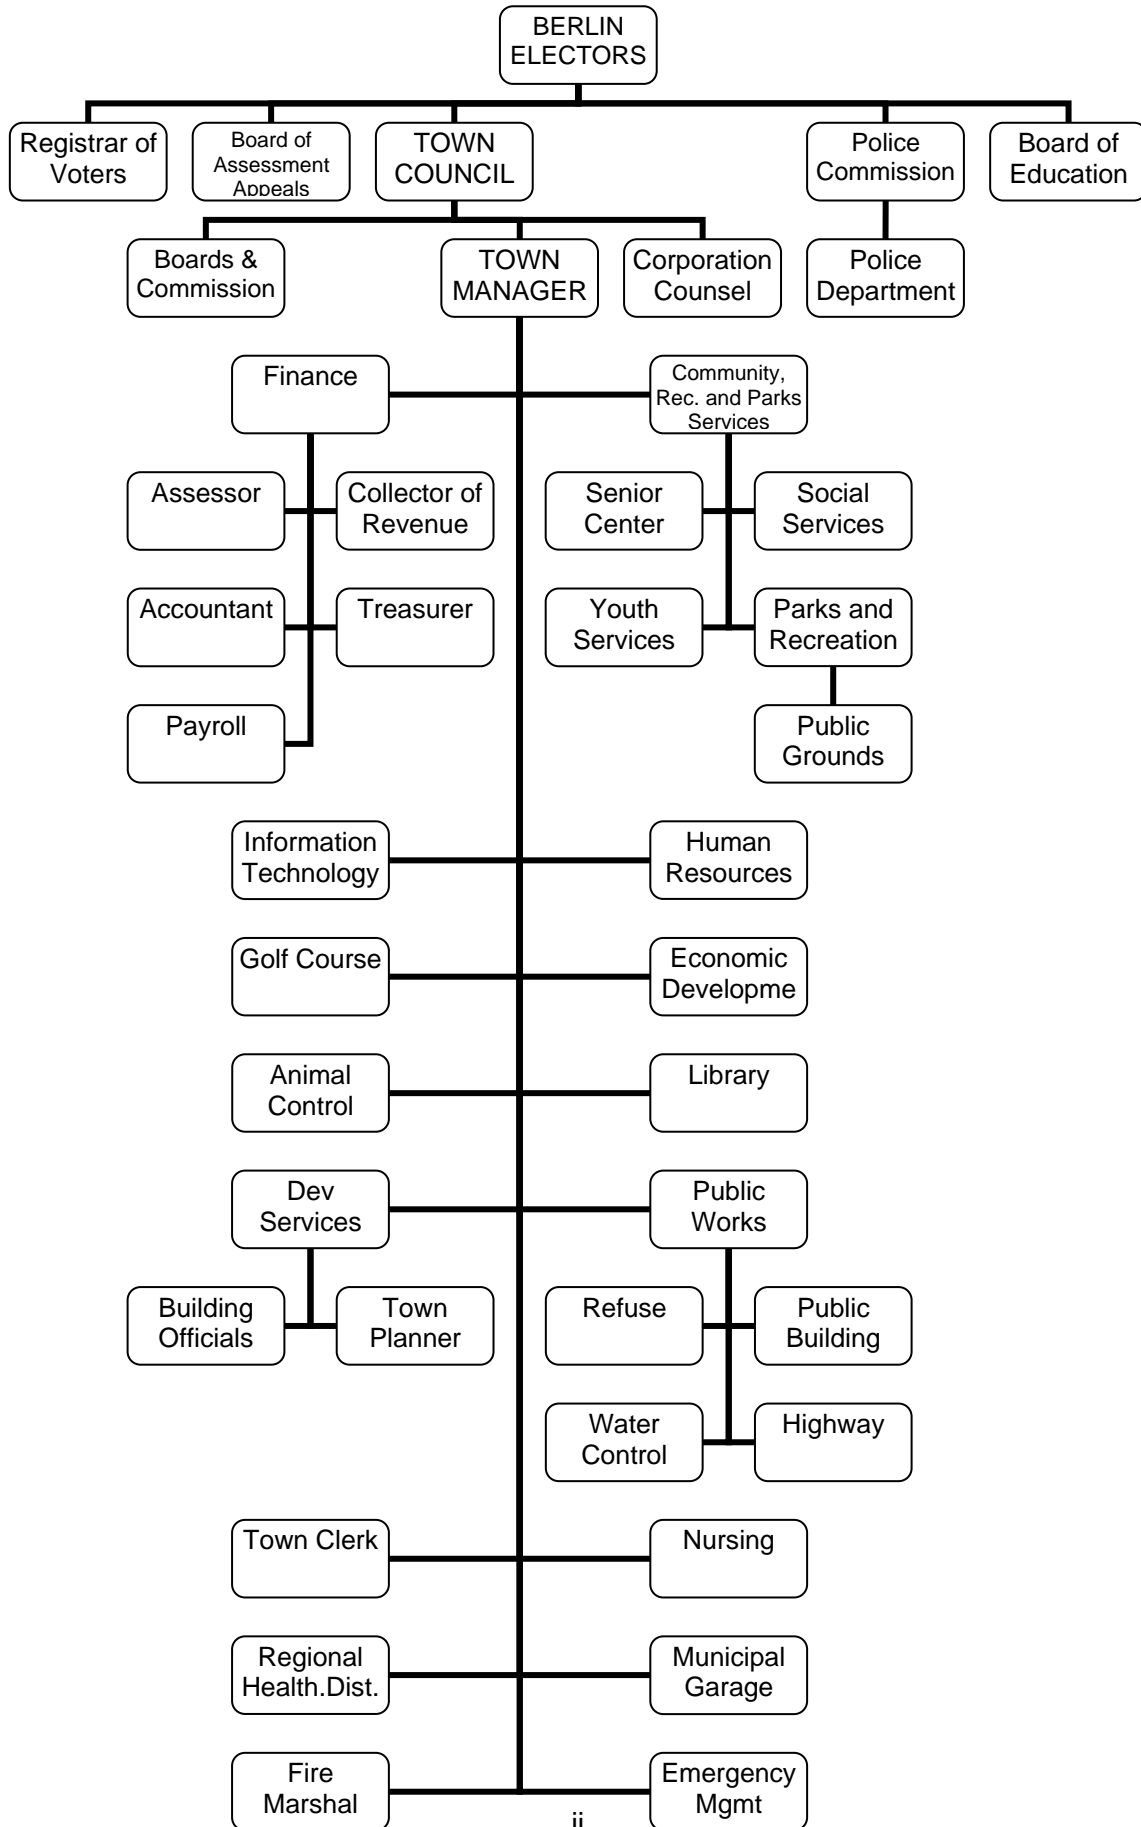 BERLIN
ELECTORS
Registrar of
Voters
Board of
Assessment
Appeals
TOWN
COUNCIL
Police
Commission
Board of
Education
Boards &
Commission
TOWN
MANAGER
Corporation
Counsel
Police
Department
Finance
Community,
Rec. and Parks
Services
Assessor
Collector of
Revenue
Senior
Center
Social
Services
Accountant
Treasurer
Youth
Services
Parks and
Recreation
Payroll
Public
Grounds
Information
Technology
Human
Resources
Golf Course
Economic
Developme
Animal
Control
Library
Dev
Services
Public
Works
Building
Officials
Town
Planner
Refuse
Public
Building
Water
Control
Highway
Town Clerk
Nursing
Regional
Health.Dist.
Municipal
Garage
Fire
Marshal
Emergency
Mgmt
ii